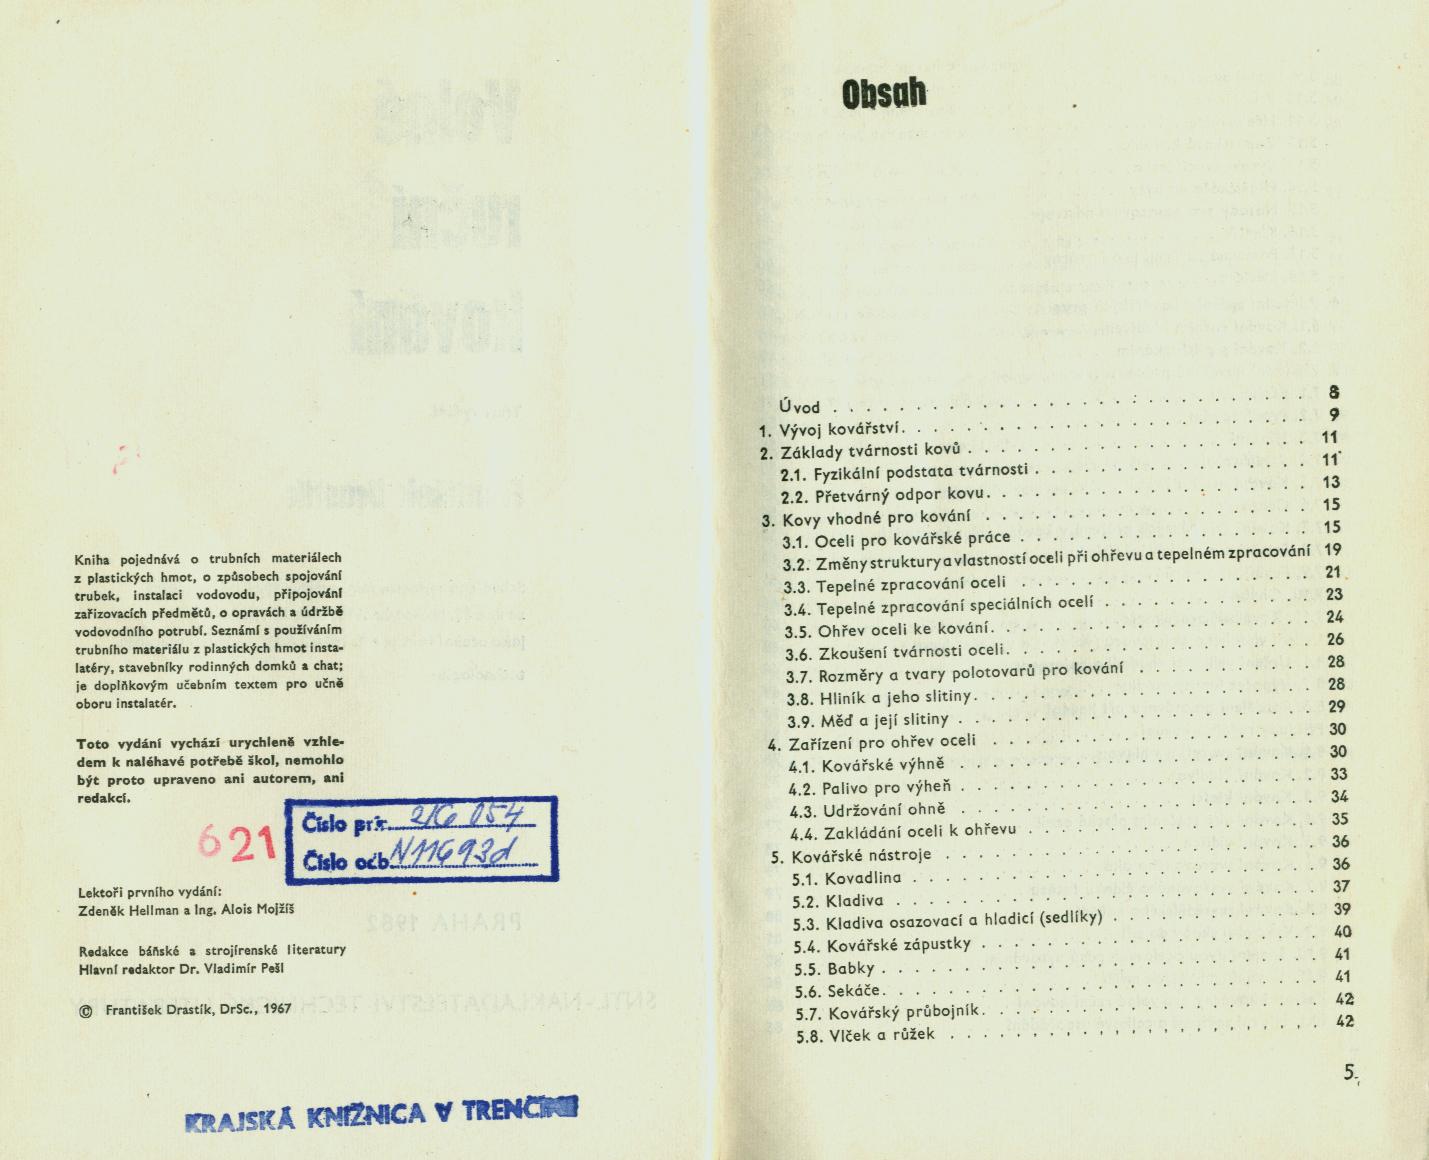 Kniha pojednává o trubních materiálech
z plastických hmot, o způsobech spojování
trubek, instalaci vodovodu, připojování
zařizovacích předmětů, o opravách a údržbě
vodovodního potrubí. Seznámí s používáním
trubního materiálu z plastických hmot insta-
latéry, stavebníky rodinných domků a chat;
je doplňkovým učebním textem pro učně
oboru instalatér.
Toto vydání vychází urychleně vzhle-
dem k naléhavé potřebě škol, nemohlo
být proto upraveno ani autorem, ani
redakcí.
621
Číslo pr.
Číslo odb. N11693d
Lektoři prvního vydání:
Zdeněk Hellman a Ing. Alois Mojžíš
Redakce báňské a strojírenské literatury
Hlavní redaktor Dr. Vladimír Pešl
© František Drastík, DrSc., 1967
KRAJSKÁ KNIŽNICA V TRENČÍNE
Obsah
Úvod . . . 8
1. Vývoj kovářství . . . 9
2. Základy tvárnosti kovů . . . 11
2.1. Fyzikální podstata tvárnosti . . . 11
2.2. Přetvárný odpor kovu . . . 13
3. Kovy vhodné pro kování . . . 15
3.1. Oceli pro kovářské práce . . . 15
3.2. Změny struktury a vlastností oceli při ohřevu a tepelném zpracování 19
3.3. Tepelné zpracování oceli . . . 21
3.4. Tepelné zpracování speciálních ocelí . . . 23
3.5. Ohřev oceli ke kování . . . 24
3.6. Zkoušení tvárnosti oceli . . . 26
3.7. Rozměry a tvary polotovarů pro kování . . . 28
3.8. Hliník a jeho slitiny . . . 28
3.9. Měď a její slitiny . . . 29
4. Zařízení pro ohřev oceli . . . 30
4.1. Kovářské výhně . . . 30
4.2. Palivo pro výheň . . . 33
4.3. Udržování ohně . . . 34
4.4. Zakládání oceli k ohřevu . . . 35
5. Kovářské nástroje . . . 36
5.1. Kovadlina . . . 36
5.2. Kladiva . . . 37
5.3. Kladiva osazovací a hladicí (sedlíky) . . . 39
5.4. Kovářské zápustky . . . 40
5.5. Babky . . . 41
5.6. Sekáče . . . 41
5.7. Kovářský průbojník . . . 42
5.8. Vlček a růžek . . . 42
5